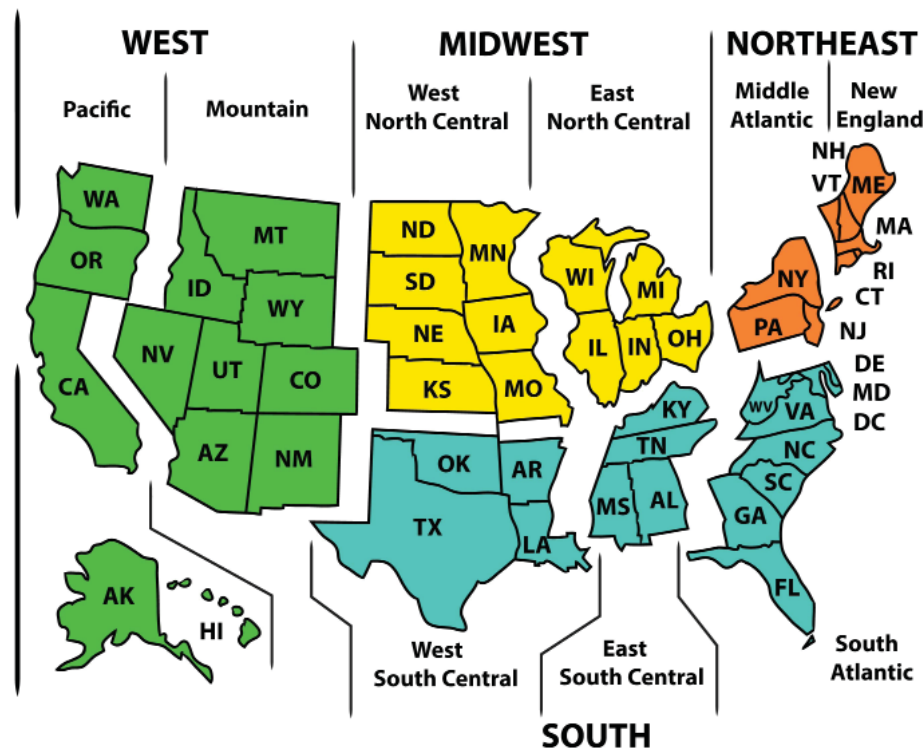 WEST
MIDWEST
NORTHEAST
Pacific
Mountain
West
North Central
East
North Central
Middle
Atlantic
New
England
WA
OR
CA
NV
ID
MT
WY
UT
CO
AZ
NM
AK
HI
ND
SD
NE
KS
MN
IA
MO
WI
MI
IL
IN
OH
NH
VT
ME
MA
RI
CT
NY
PA
NJ
DE
MD
DC
WV
VA
NC
SC
GA
FL
KY
TN
MS
AL
OK
AR
TX
LA
West
South Central
East
South Central
South
Atlantic
SOUTH